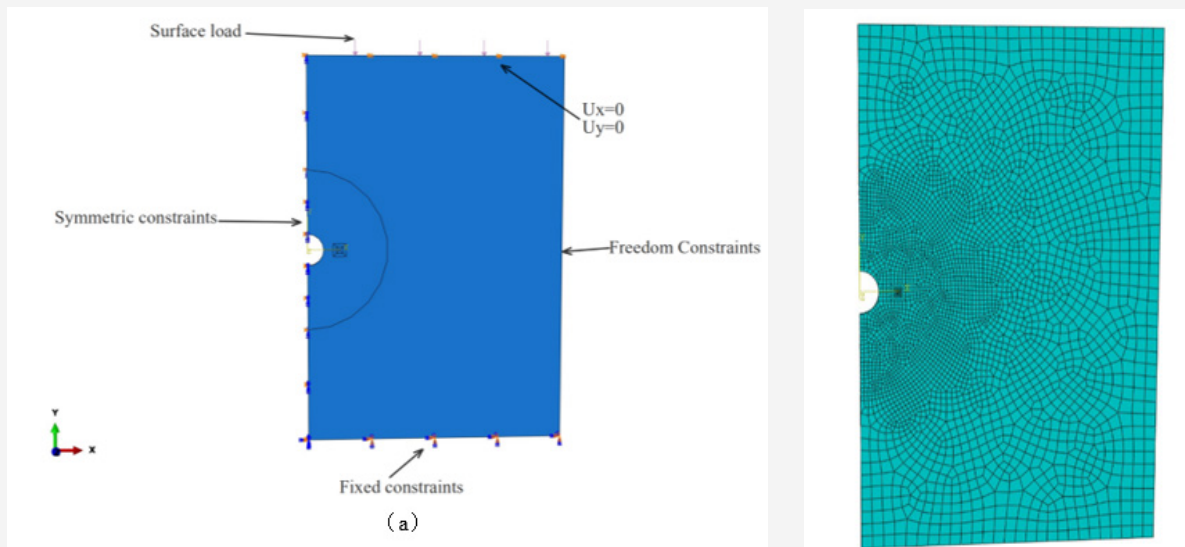 Surface load
Ux=0
Uy=0
Symmetric constraints
Freedom Constraints
Y
X
Fixed constraints
(a)